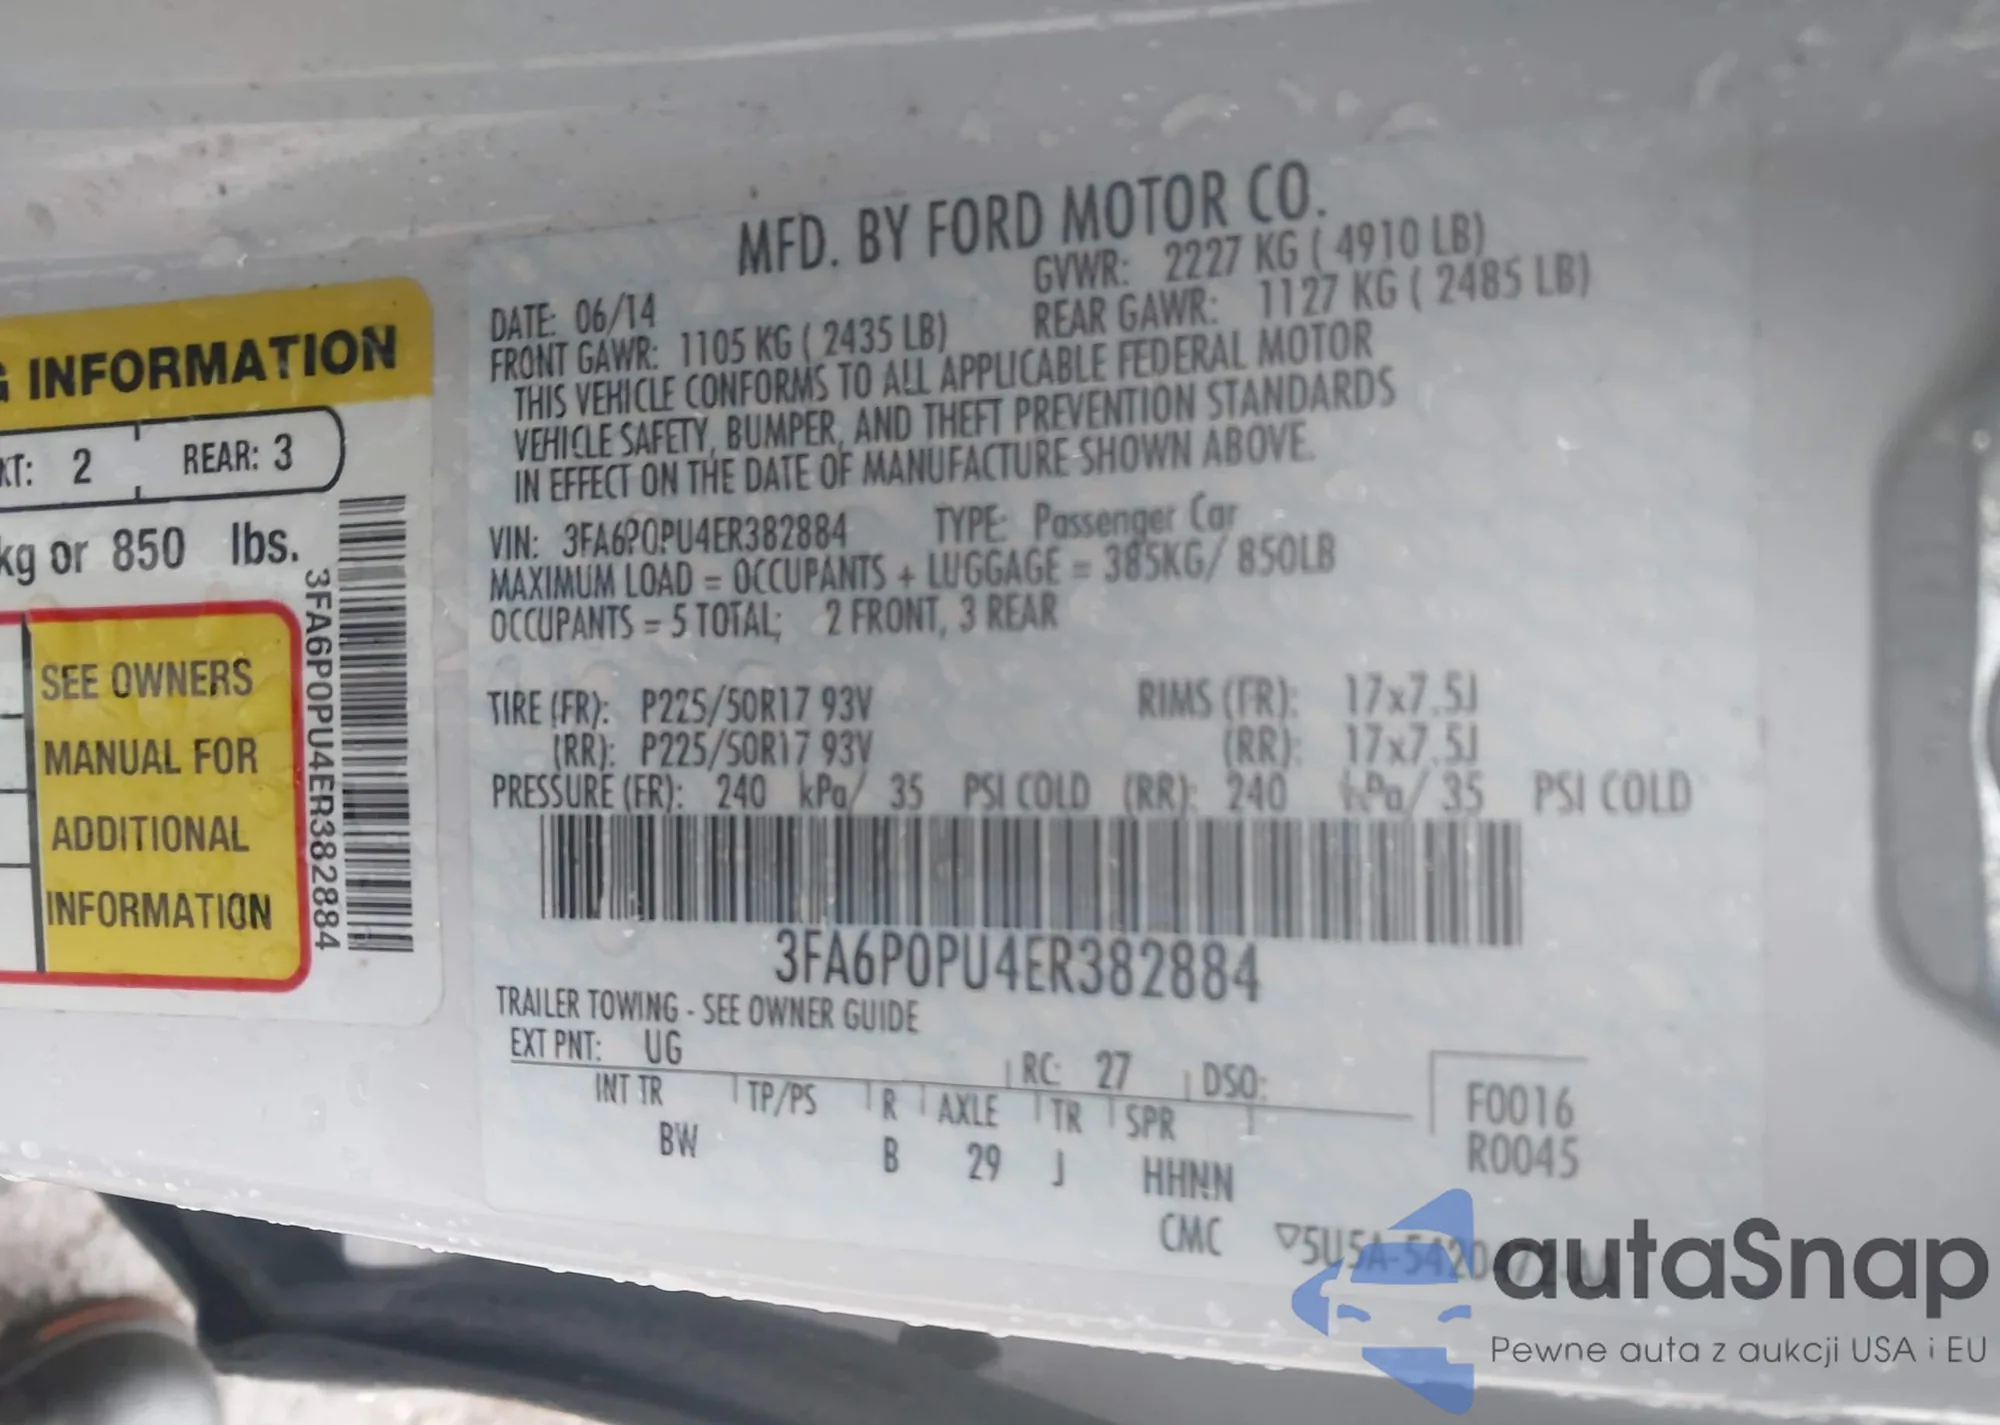 G INFORMATION
REAR: 3
2
kg or 850 lbs.
SEE OWNERS
MANUAL FOR
ADDITIONAL
INFORMATION
3FA6P0PU4ER382884
MFD. BY FORD MOTOR CO.
DATE: 06/14
GVWR: 2227 KG ( 4910 LB)
FRONT GAWR: 1105 KG ( 2435 LB)
REAR GAWR: 1127 KG ( 2485 LB)
THIS VEHICLE CONFORMS TO ALL APPLICABLE FEDERAL MOTOR
VEHICLE SAFETY, BUMPER, AND THEFT PREVENTION STANDARDS
IN EFFECT ON THE DATE OF MANUFACTURE SHOWN ABOVE.
VIN: 3FA6P0PU4ER382884 TYPE: Passenger Car
MAXIMUM LOAD = OCCUPANTS + LUGGAGE = 385KG/ 850LB
OCCUPANTS = 5 TOTAL; 2 FRONT, 3 REAR
TIRE (FR): P225/50R17 93V RIMS (FR): 17x7.5J
(RR): P225/50R17 93V (RR): 17x7.5J
PRESSURE (FR): 240 kPa/ 35 PSI COLD (RR): 240 kPa/ 35 PSI COLD
3FA6P0PU4ER382884
TRAILER TOWING - SEE OWNER GUIDE
EXT PNT: UG RC: 27 DSO:
INT TR TP/PS R AXLE TR SPR
BW B 29 J HHNN
F0016
R0045
CMC
autaSnap
Pewne auta z aukcji USA i EU